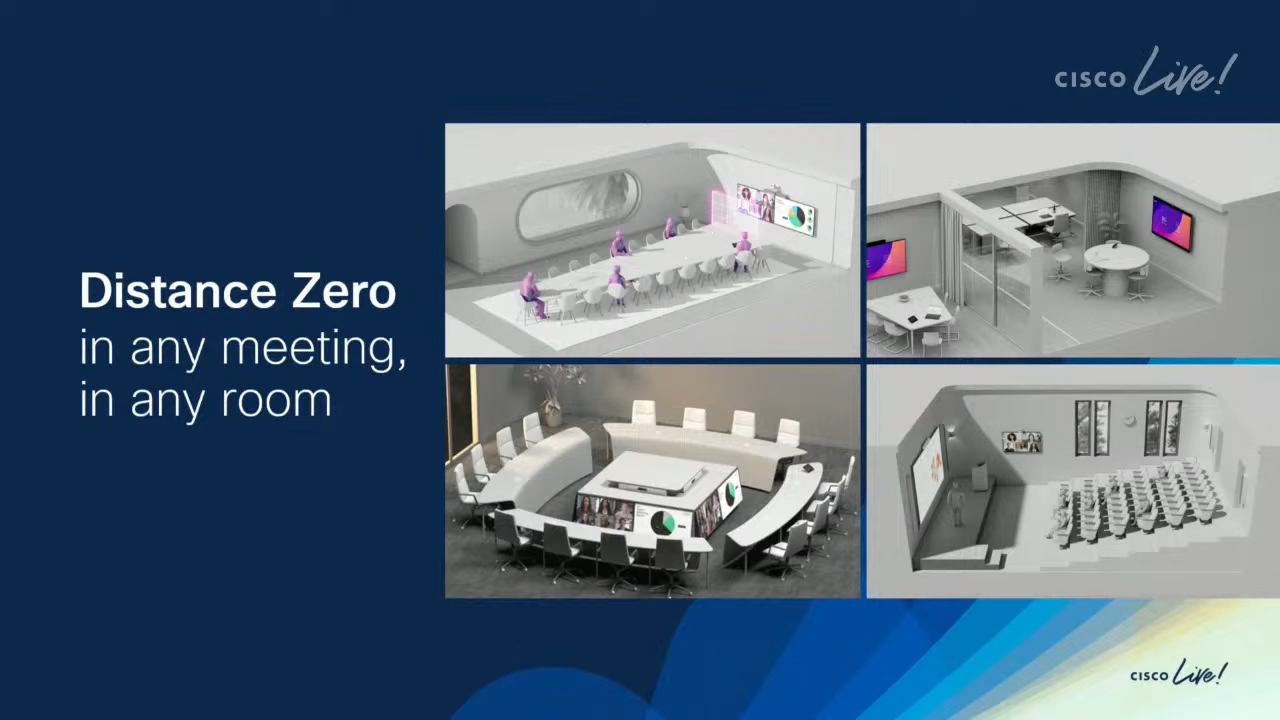 CISCO Live!
Distance Zero
in any meeting,
in any room
CISCO Live!